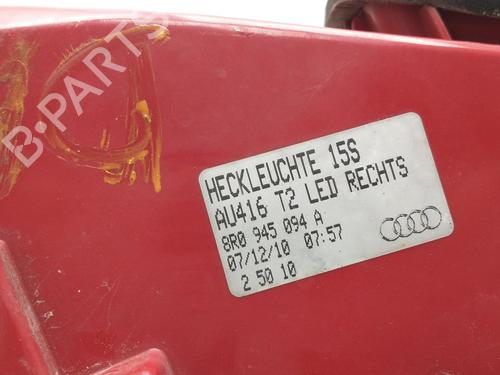 B-PARTS
HECKLEUCHTE 15S
AU416 T2 LED RECHTS
8R0 945 094 A
07/12/10 07:57
2 50 10